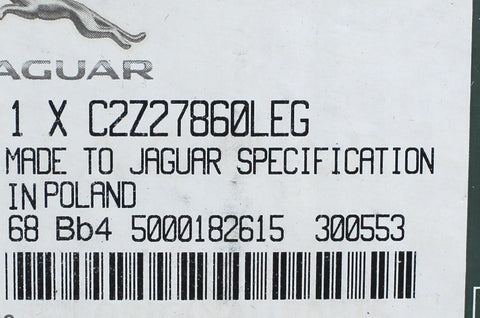 JAGUAR
1 X C2Z27860LEG
MADE TO JAGUAR SPECIFICATION
IN POLAND
68 Bb4 5000182615 300553